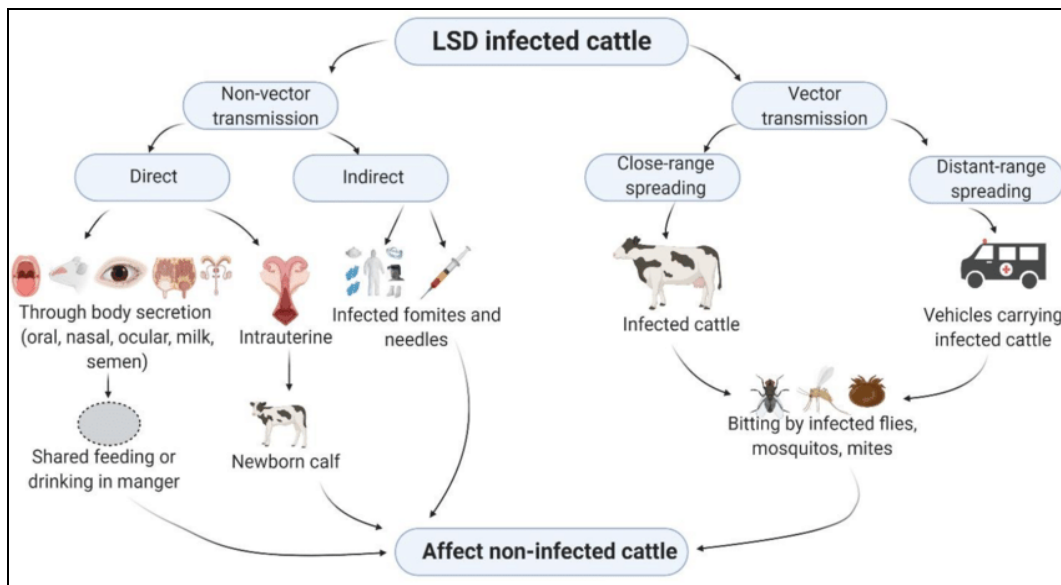 LSD infected cattle
Non-vector
transmission
Vector
transmission
Direct
Indirect
Close-range
spreading
Distant-range
spreading
Through body secretion
(oral, nasal, ocular, milk,
semen)
Intrauterine
Infected fomites and
needles
Infected cattle
Vehicles carrying
infected cattle
Shared feeding or
drinking in manger
Newborn calf
Bitting by infected flies,
mosquitos, mites
Affect non-infected cattle